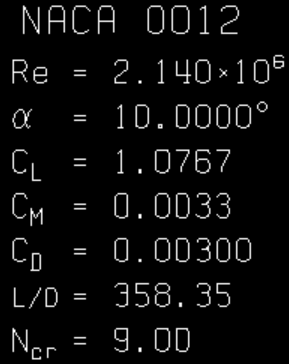 NACA 0012
Re = 2.140×10⁶
α = 10.0000°
C_L = 1.0767
C_M = 0.0033
C_D = 0.00300
L/D = 358.35
N_cr = 9.00